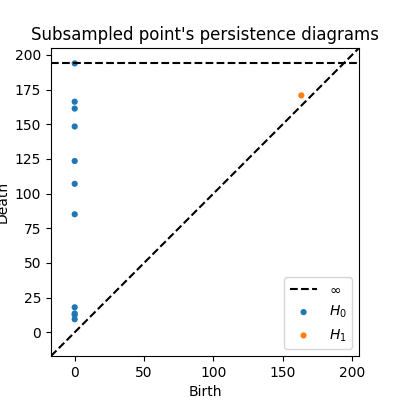 Subsampled point's persistence diagrams
200
175
150
125
100
75
50
25
0
Death
∞
H₀
H₁
0 50 100 150 200
Birth